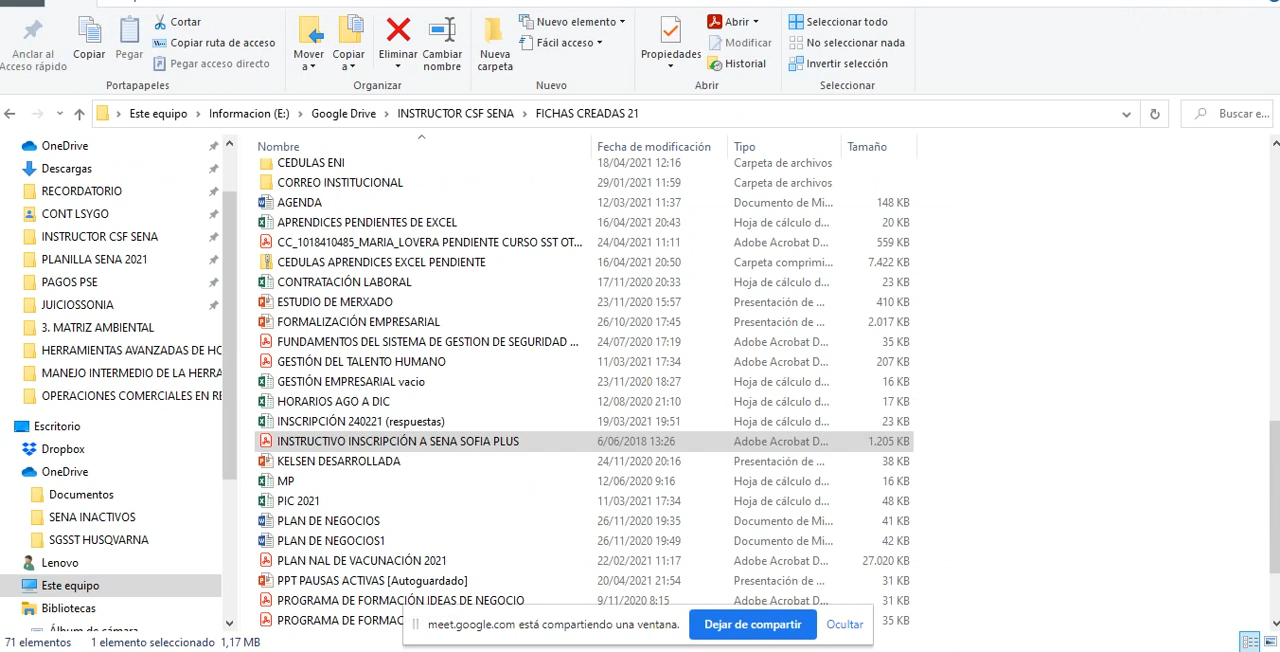 Cortar
Copiar ruta de acceso
Pegar acceso directo
Anclar al
Acceso rápido
Copiar
Pegar
Portapapeles
Mover
a
Copiar
a
Eliminar
Cambiar
nombre
Organizar
Nueva
carpeta
Nuevo elemento
Fácil acceso
Nuevo
Propiedades
Abrir
Modificar
Historial
Abrir
Seleccionar todo
No seleccionar nada
Invertir selección
Seleccionar
Este equipo › Informacion (E:) › Google Drive › INSTRUCTOR CSF SENA › FICHAS CREADAS 21
Buscar e...
OneDrive
Descargas
RECORDATORIO
CONT LSYGO
INSTRUCTOR CSF SENA
PLANILLA SENA 2021
PAGOS PSE
JUICIOSSONIA
3. MATRIZ AMBIENTAL
HERRAMIENTAS AVANZADAS DE HO
MANEJO INTERMEDIO DE LA HERRA
OPERACIONES COMERCIALES EN RE
Escritorio
Dropbox
OneDrive
Documentos
SENA INACTIVOS
SGSST HUSQVARNA
Lenovo
Este equipo
Bibliotecas
Álbum de cámara
Nombre Fecha de modificación Tipo Tamaño
CEDULAS ENI 18/04/2021 12:16 Carpeta de archivos
CORREO INSTITUCIONAL 29/01/2021 11:59 Carpeta de archivos
AGENDA 12/03/2021 11:37 Documento de Mi... 148 KB
APRENDICES PENDIENTES DE EXCEL 16/04/2021 20:43 Hoja de cálculo d... 20 KB
CC_1018410485_MARIA_LOVERA PENDIENTE CURSO SST OT... 24/04/2021 11:11 Adobe Acrobat D... 559 KB
CEDULAS APRENDICES EXCEL PENDIENTE 16/04/2021 20:50 Carpeta comprimi... 7.422 KB
CONTRATACIÓN LABORAL 17/11/2020 20:33 Hoja de cálculo d... 23 KB
ESTUDIO DE MERXADO 23/11/2020 15:57 Presentación de ... 410 KB
FORMALIZACIÓN EMPRESARIAL 26/10/2020 17:45 Presentación de ... 2.017 KB
FUNDAMENTOS DEL SISTEMA DE GESTION DE SEGURIDAD ... 24/07/2020 17:19 Adobe Acrobat D... 35 KB
GESTIÓN DEL TALENTO HUMANO 11/03/2021 17:34 Adobe Acrobat D... 207 KB
GESTIÓN EMPRESARIAL vacio 23/11/2020 18:27 Hoja de cálculo d... 16 KB
HORARIOS AGO A DIC 12/08/2020 21:10 Hoja de cálculo d... 17 KB
INSCRIPCIÓN 240221 (respuestas) 19/03/2021 19:51 Hoja de cálculo d... 23 KB
INSTRUCTIVO INSCRIPCIÓN A SENA SOFIA PLUS 6/06/2018 13:26 Adobe Acrobat D... 1.205 KB
KELSEN DESARROLLADA 24/11/2020 20:16 Presentación de ... 38 KB
MP 12/06/2020 9:16 Hoja de cálculo d... 16 KB
PIC 2021 11/03/2021 17:34 Hoja de cálculo d... 48 KB
PLAN DE NEGOCIOS 26/11/2020 19:35 Documento de Mi... 41 KB
PLAN DE NEGOCIOS1 26/11/2020 19:49 Documento de Mi... 42 KB
PLAN NAL DE VACUNACIÓN 2021 22/02/2021 11:17 Adobe Acrobat D... 27.020 KB
PPT PAUSAS ACTIVAS [Autoguardado] 20/04/2021 21:54 Presentación de ... 31 KB
PROGRAMA DE FORMACIÓN IDEAS DE NEGOCIO 9/11/2020 8:15 Adobe Acrobat D... 31 KB
PROGRAMA DE FORMA 35 KB
meet.google.com está compartiendo una ventana. Dejar de compartir Ocultar
71 elementos 1 elemento seleccionado 1,17 MB